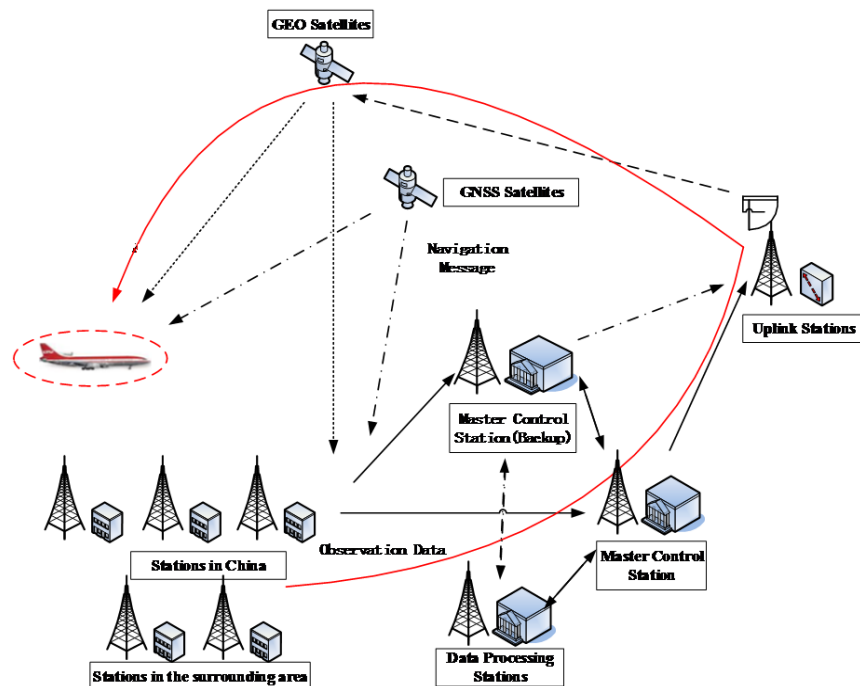 GEO Satellites
GNSS Satellites
Navigation
Message
Uplink Stations
Master Control
Station(Backup)
Observation Data
Stations in China
Master Control
Station
Data Processing
Stations
Stations in the surrounding area